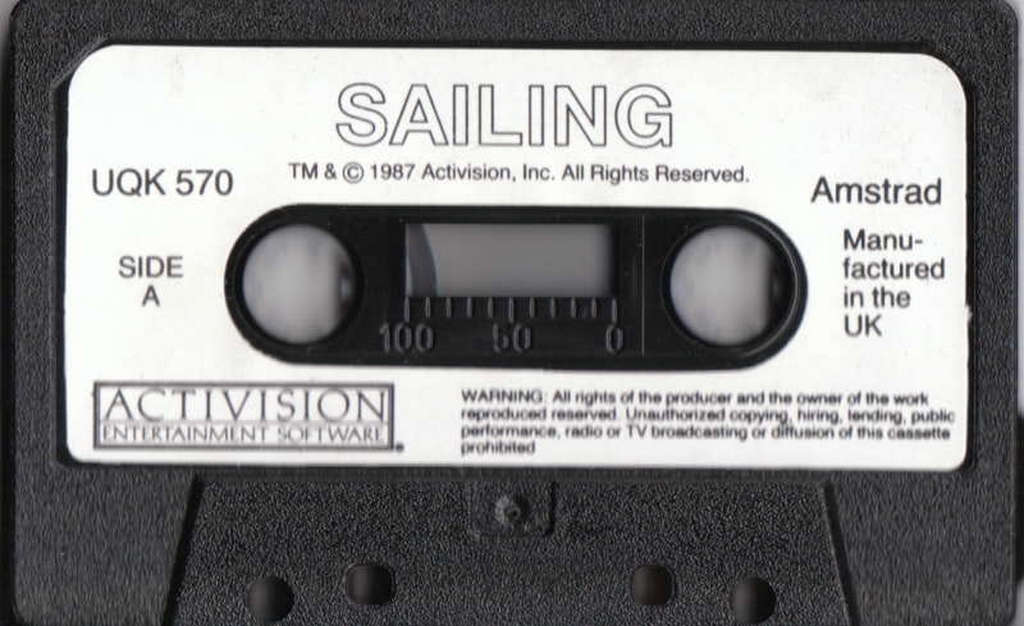 SAILING
TM & © 1987 Activision, Inc. All Rights Reserved.
UQK 570
Amstrad
SIDE
A
Manu-
factured
in the
UK
100 50 0
ACTIVISION
ENTERTAINMENT SOFTWARE
WARNING: All rights of the producer and the owner of the work
reproduced reserved. Unauthorized copying, hiring, lending, public
performance, radio or TV broadcasting or diffusion of this cassette
prohibited